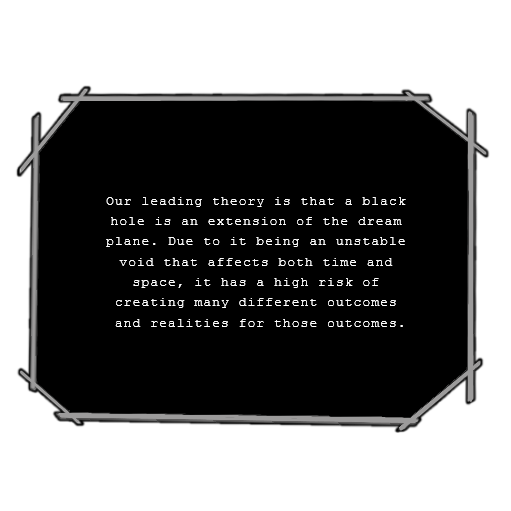 Our leading theory is that a black
hole is an extension of the dream
plane. Due to it being an unstable
void that affects both time and
space, it has a high risk of
creating many different outcomes
and realities for those outcomes.